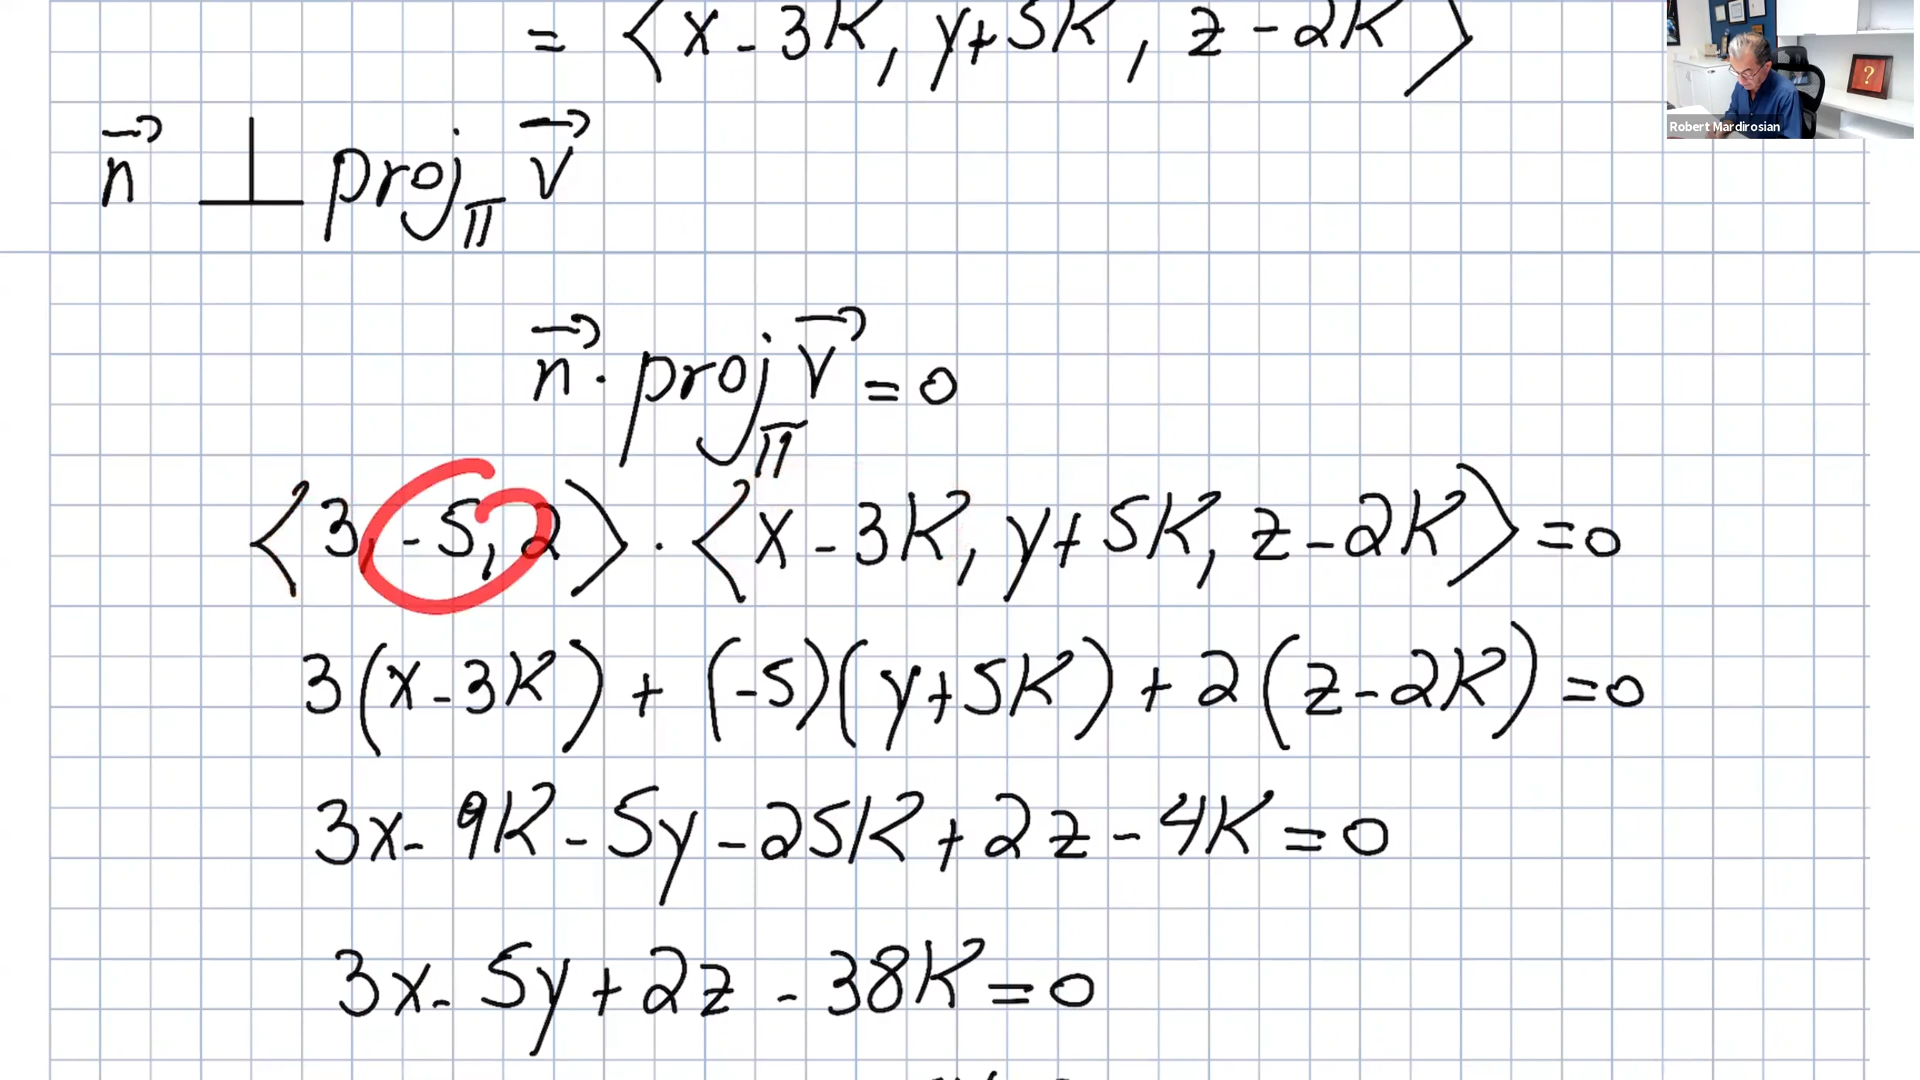 = ⟨x - 3K, y + 5K, z - 2K⟩
?
Robert Mardirosian
n⃗ ⊥ proj_π v⃗
n⃗ · proj_π v⃗ = 0
⟨3, -5, 2⟩ · ⟨x - 3K, y + 5K, z - 2K⟩ = 0
3(x - 3K) + (-5)(y + 5K) + 2(z - 2K) = 0
3x - 9K - 5y - 25K + 2z - 4K = 0
3x - 5y + 2z - 38K = 0